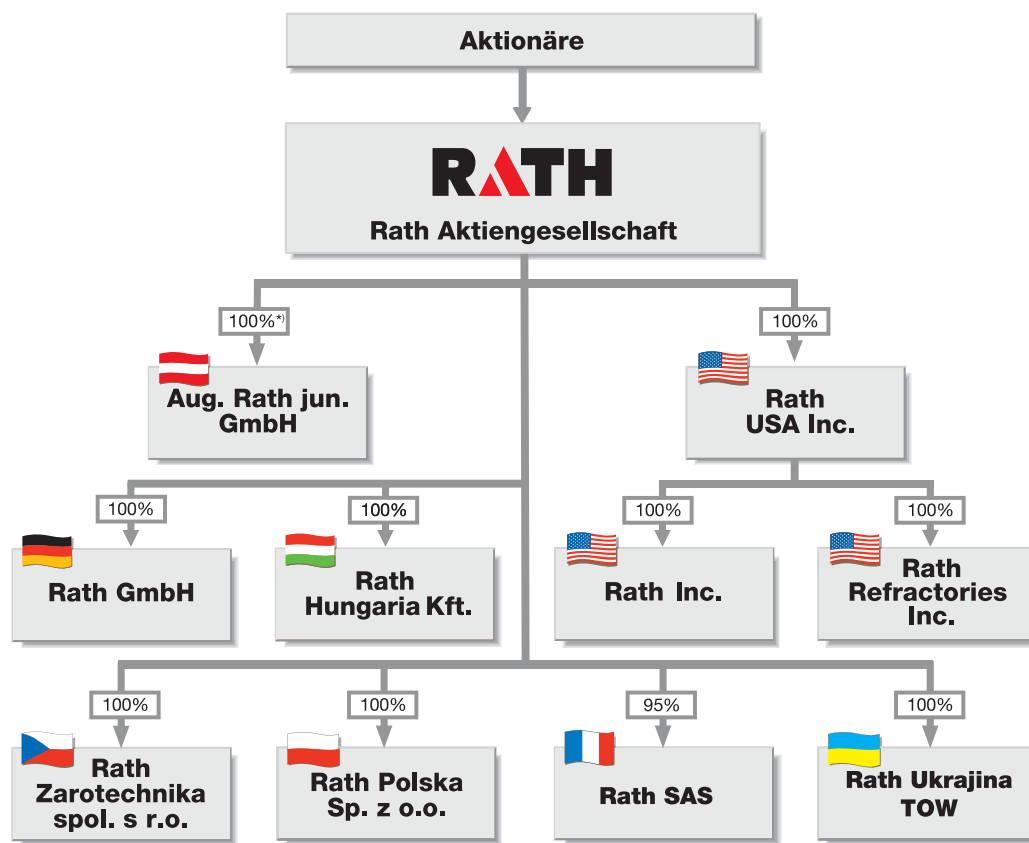 Aktionäre
RATH
Rath Aktiengesellschaft
100%*)
100%
Aug. Rath jun.
GmbH
Rath
USA Inc.
100%
100%
100%
100%
Rath GmbH
Rath
Hungaria Kft.
Rath Inc.
Rath
Refractories
Inc.
100%
100%
95%
100%
Rath
Zarotechnika
spol. s r.o.
Rath Polska
Sp. z o.o.
Rath SAS
Rath Ukrajina
TOW